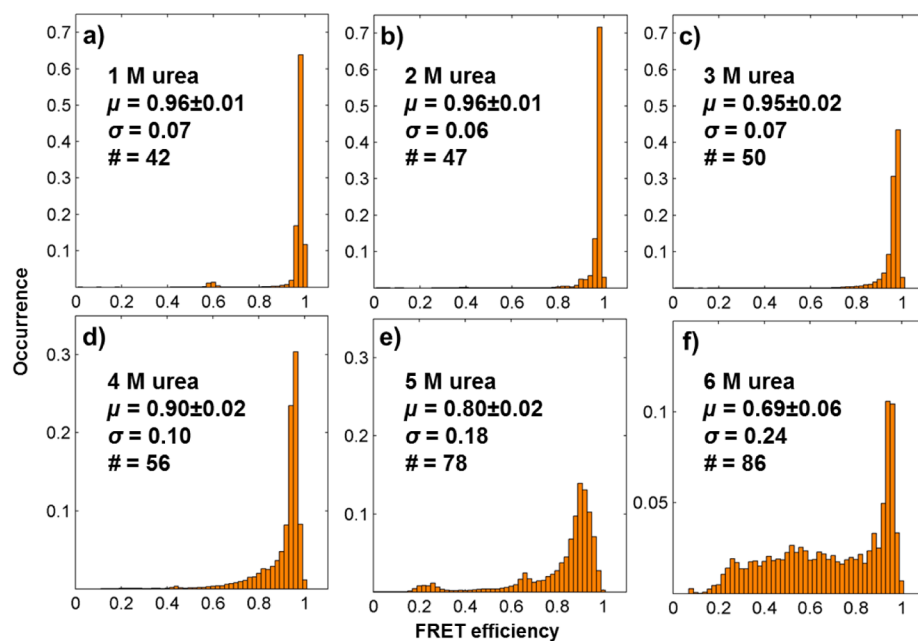 a)
1 M urea
μ = 0.96±0.01
σ = 0.07
# = 42
0.7
0.6
0.5
0.4
0.3
0.2
0.1
0 0.2 0.4 0.6 0.8 1
b)
2 M urea
μ = 0.96±0.01
σ = 0.06
# = 47
0.7
0.6
0.5
0.4
0.3
0.2
0.1
0 0.2 0.4 0.6 0.8 1
c)
3 M urea
μ = 0.95±0.02
σ = 0.07
# = 50
0.7
0.6
0.5
0.4
0.3
0.2
0.1
0 0.2 0.4 0.6 0.8 1
Occurrence
d)
4 M urea
μ = 0.90±0.02
σ = 0.10
# = 56
0.3
0.2
0.1
0 0.2 0.4 0.6 0.8 1
e)
5 M urea
μ = 0.80±0.02
σ = 0.18
# = 78
0.3
0.2
0.1
0 0.2 0.4 0.6 0.8 1
f)
6 M urea
μ = 0.69±0.06
σ = 0.24
# = 86
0.1
0.05
0 0.2 0.4 0.6 0.8 1
FRET efficiency